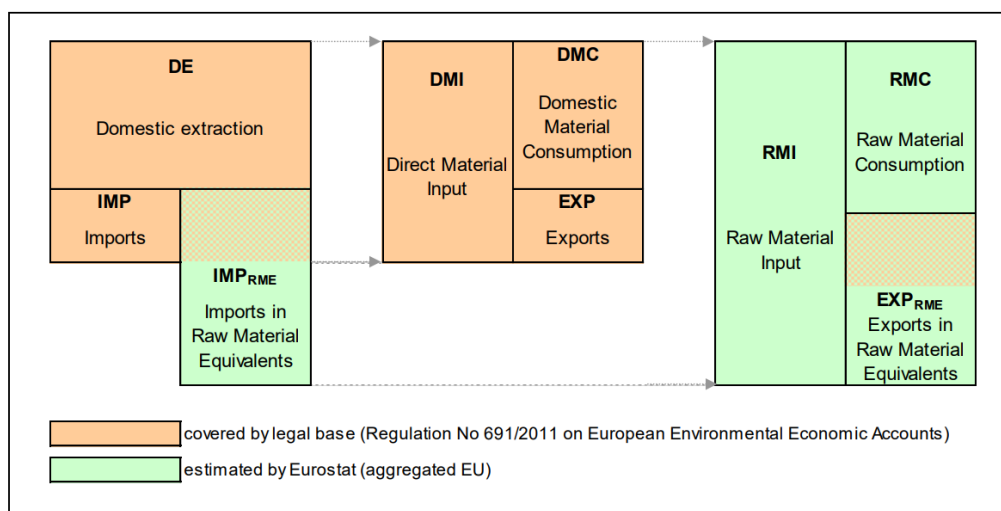 DE
Domestic extraction
IMP
Imports
IMPRME
Imports in
Raw Material
Equivalents
DMI
Direct Material
Input
DMC
Domestic
Material
Consumption
EXP
Exports
RMI
Raw Material
Input
RMC
Raw Material
Consumption
EXPRME
Exports in
Raw Material
Equivalents
covered by legal base (Regulation No 691/2011 on European Environmental Economic Accounts)
estimated by Eurostat (aggregated EU)